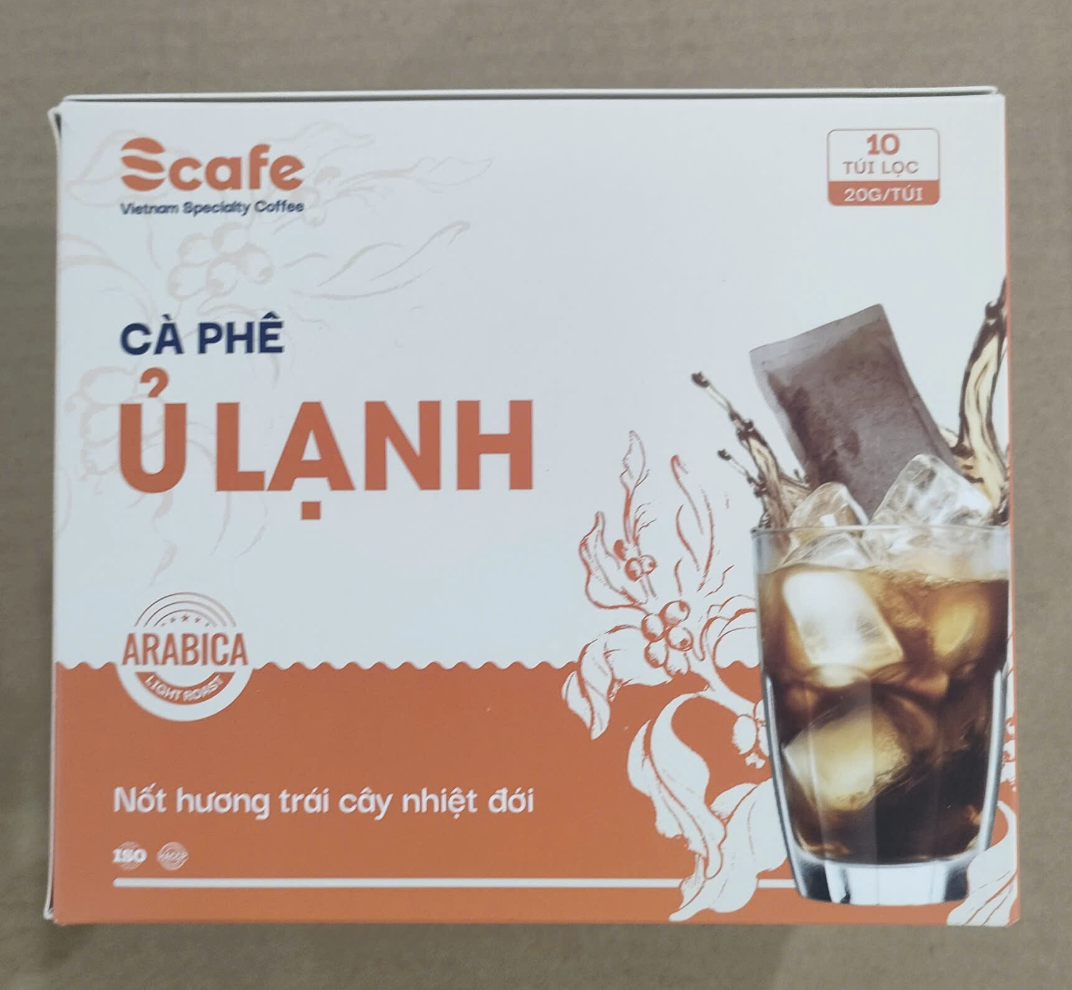 Scafe
Vietnam Specialty Coffee
10
TÚI LỌC
20G/TÚI
CÀ PHÊ
Ủ LẠNH
ARABICA
LIGHT ROAST
Nốt hương trái cây nhiệt đới
ISO
HACCP